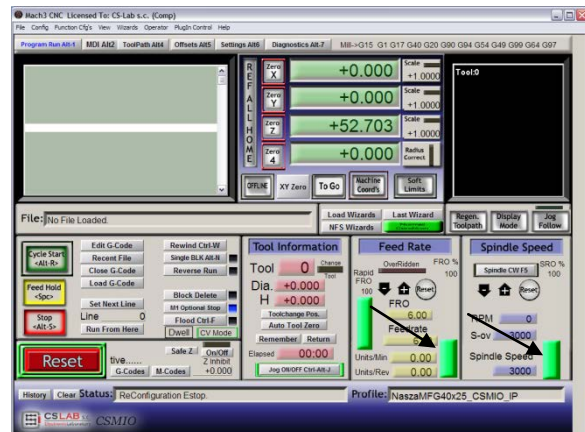 Mach3 CNC Licensed To: CS-Lab s.c. (Comp)
File Config Function Cfg's View Wizards Operator PlugIn Control Help
Program Run Alt-1 MDI Alt2 ToolPath Alt4 Offsets Alt5 Settings Alt6 Diagnostics Alt-7 Mill->G15 G1 G17 G40 G20 G90 G94 G54 G49 G99 G64 G97
REF ALL HOME
Zero X +0.000 Scale +1.0000
Zero Y +0.000 Scale +1.0000
Zero Z +52.703 Scale +1.0000
Zero 4 +0.000 Radius Correct
Tool:0
OFFLINE XY Zero To Go Machine Coord's Soft Limits
File: No File Loaded.
Load Wizards Last Wizard
NFS Wizards
Regen. Toolpath Display Mode Jog Follow
Cycle Start <Alt-R>
Feed Hold <Spc>
Stop <Alt-S>
Edit G-Code
Recent File
Close G-Code
Load G-Code
Set Next Line
Line 0
Run From Here
Rewind Ctrl-W
Single BLK Alt-N
Reverse Run
Block Delete
M1 Optional Stop
Flood Ctrl-F
Dwell CV Mode
Reset
tive......
G-Codes M-Codes
Safe Z On/Off
Z Inhibit
+0.000
Tool Information
Tool 0 Change Tool
Dia. +0.000
H +0.000
Toolchange Pos.
Auto Tool Zero
Remember Return
Elapsed 00:00
Jog ON/OFF Ctrl-Alt-J
Feed Rate
OverRidden FRO %
Rapid FRO 100 100
Reset
FRO
6.00
Feedrate
Units/Min 0.00
Units/Rev 0.00
Spindle Speed
Spindle CW F5 SRO %
100
Reset
RPM 0
S-ov 3000
Spindle Speed
3000
History Clear Status: ReConfiguration Estop. Profile: NaszaMFG40x25_CSMIO_IP
CSLAB s.c. CSMIO